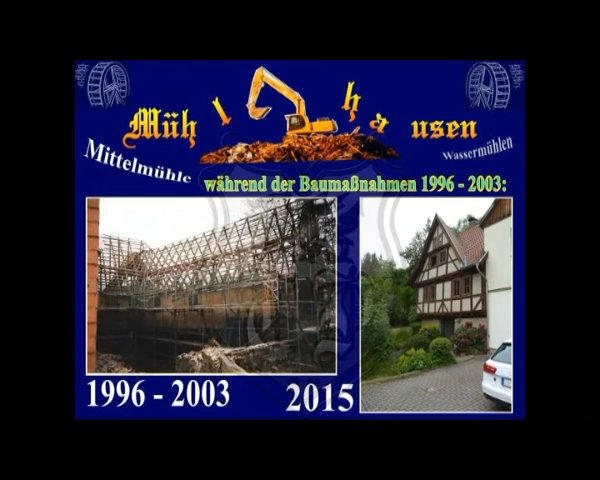 Mühlhausen
Mittelmühle
Wassermühlen
während der Baumaßnahmen 1996 - 2003:
1996 - 2003
2015